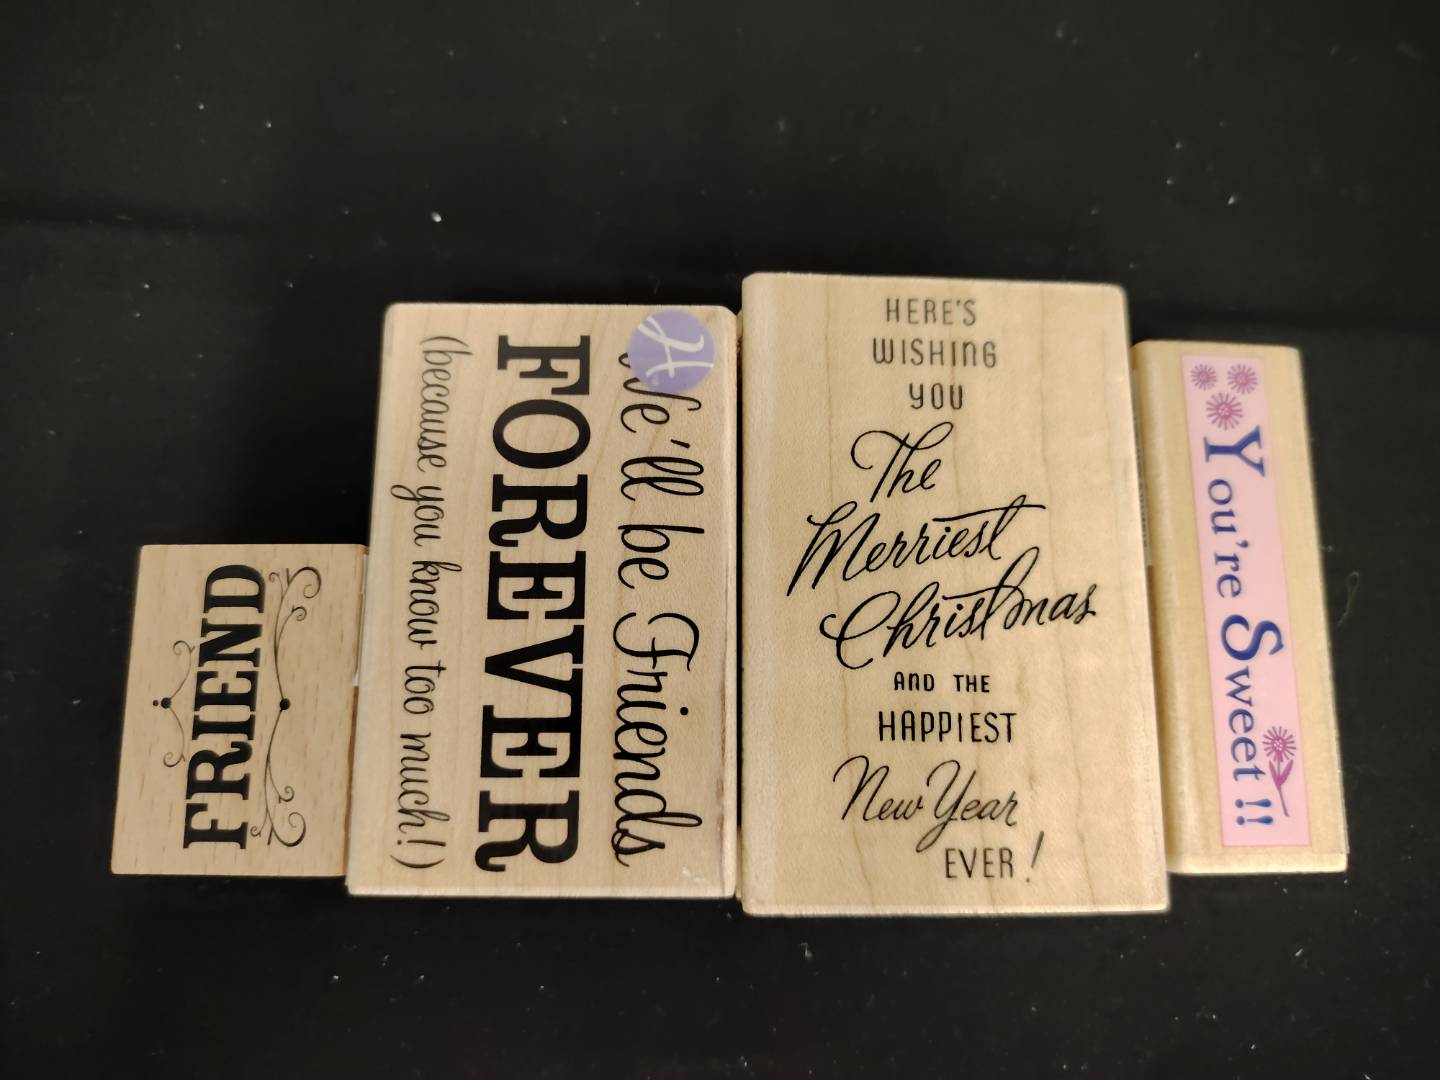 FRIEND
We'll be Friends
FOREVER
(because you know too much!)
HERE'S
WISHING
YOU
The
Merriest
Christmas
AND THE
HAPPIEST
New Year
EVER!
You're Sweet!!